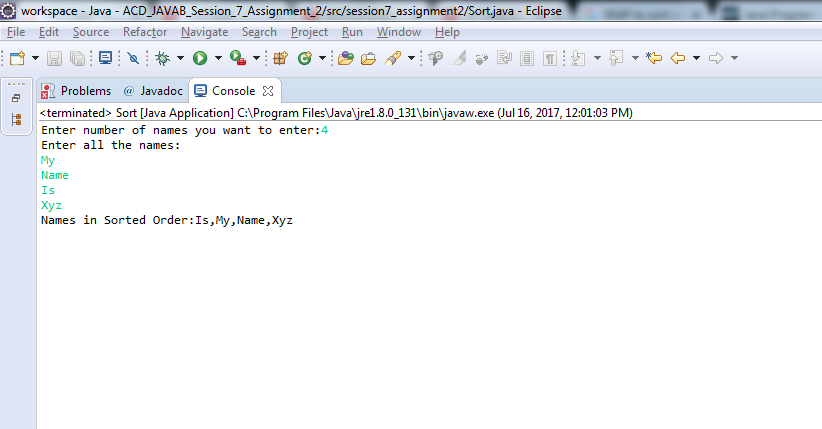 workspace - Java - ACD_JAVAB_Session_7_Assignment_2/src/session7_assignment2/Sort.java - Eclipse
File Edit Source Refactor Navigate Search Project Run Window Help
Problems @ Javadoc Console
<terminated> Sort [Java Application] C:\Program Files\Java\jre1.8.0_131\bin\javaw.exe (Jul 16, 2017, 12:01:03 PM)
Enter number of names you want to enter:4
Enter all the names:
My
Name
Is
Xyz
Names in Sorted Order:Is,My,Name,Xyz